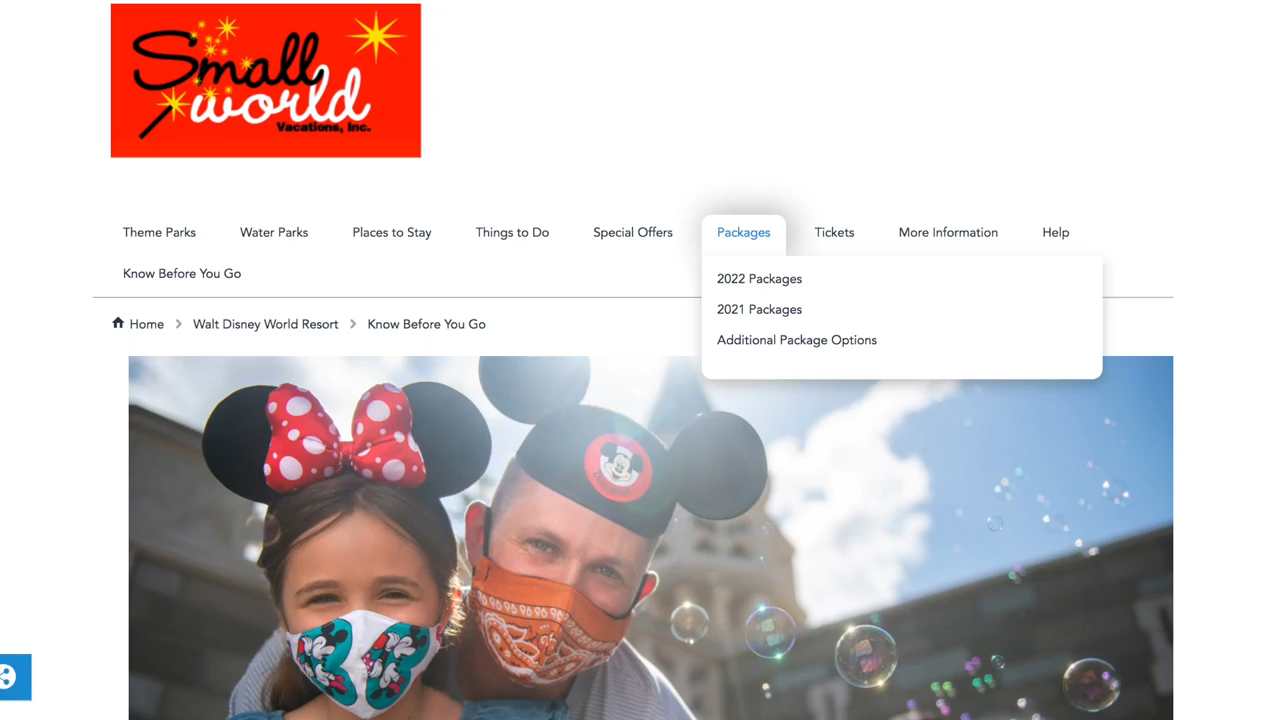 Small
world
Vacations, Inc.
Theme Parks
Water Parks
Places to Stay
Things to Do
Special Offers
Packages
Tickets
More Information
Help
Know Before You Go
2022 Packages
2021 Packages
Additional Package Options
Home
Walt Disney World Resort
Know Before You Go